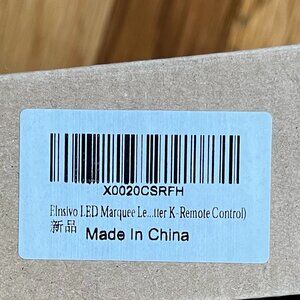 X0020CSRFH
Elnsivo LED Marquee Le...tter K-Remote Control)
新品 Made In China